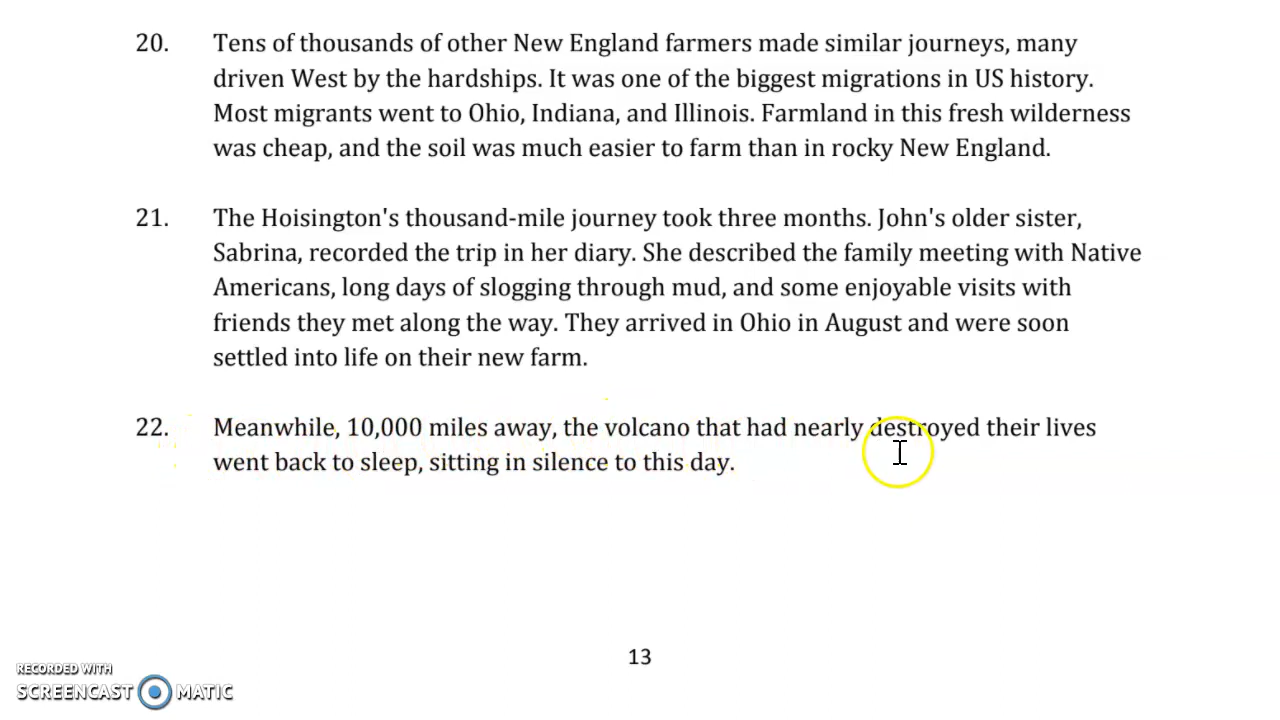 20. Tens of thousands of other New England farmers made similar journeys, many
driven West by the hardships. It was one of the biggest migrations in US history.
Most migrants went to Ohio, Indiana, and Illinois. Farmland in this fresh wilderness
was cheap, and the soil was much easier to farm than in rocky New England.
21. The Hoisington's thousand-mile journey took three months. John's older sister,
Sabrina, recorded the trip in her diary. She described the family meeting with Native
Americans, long days of slogging through mud, and some enjoyable visits with
friends they met along the way. They arrived in Ohio in August and were soon
settled into life on their new farm.
22. Meanwhile, 10,000 miles away, the volcano that had nearly destroyed their lives
went back to sleep, sitting in silence to this day.
13
RECORDED WITH
SCREENCAST MATIC